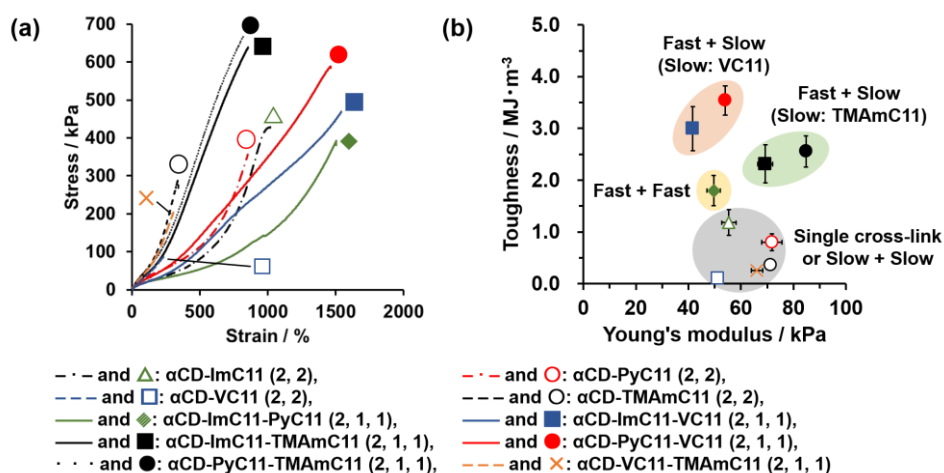 (a)
700
600
500
400
300
200
100
0
Stress / kPa
0 500 1000 1500 2000
Strain / %
(b)
5.0
4.0
3.0
2.0
1.0
0.0
Toughness / MJ·m⁻³
Fast + Slow
(Slow: VC11)
Fast + Slow
(Slow: TMAmC11)
Fast + Fast
Single cross-link
or Slow + Slow
0 20 40 60 80 100
Young's modulus / kPa
and △: αCD-ImC11 (2, 2),
and □: αCD-VC11 (2, 2),
and ◆: αCD-ImC11-PyC11 (2, 1, 1),
and ■: αCD-ImC11-TMAmC11 (2, 1, 1),
and ●: αCD-PyC11-TMAmC11 (2, 1, 1),
and ○: αCD-PyC11 (2, 2),
and ○: αCD-TMAmC11 (2, 2),
and ■: αCD-ImC11-VC11 (2, 1, 1),
and ●: αCD-PyC11-VC11 (2, 1, 1),
and ×: αCD-VC11-TMAmC11 (2, 1, 1)